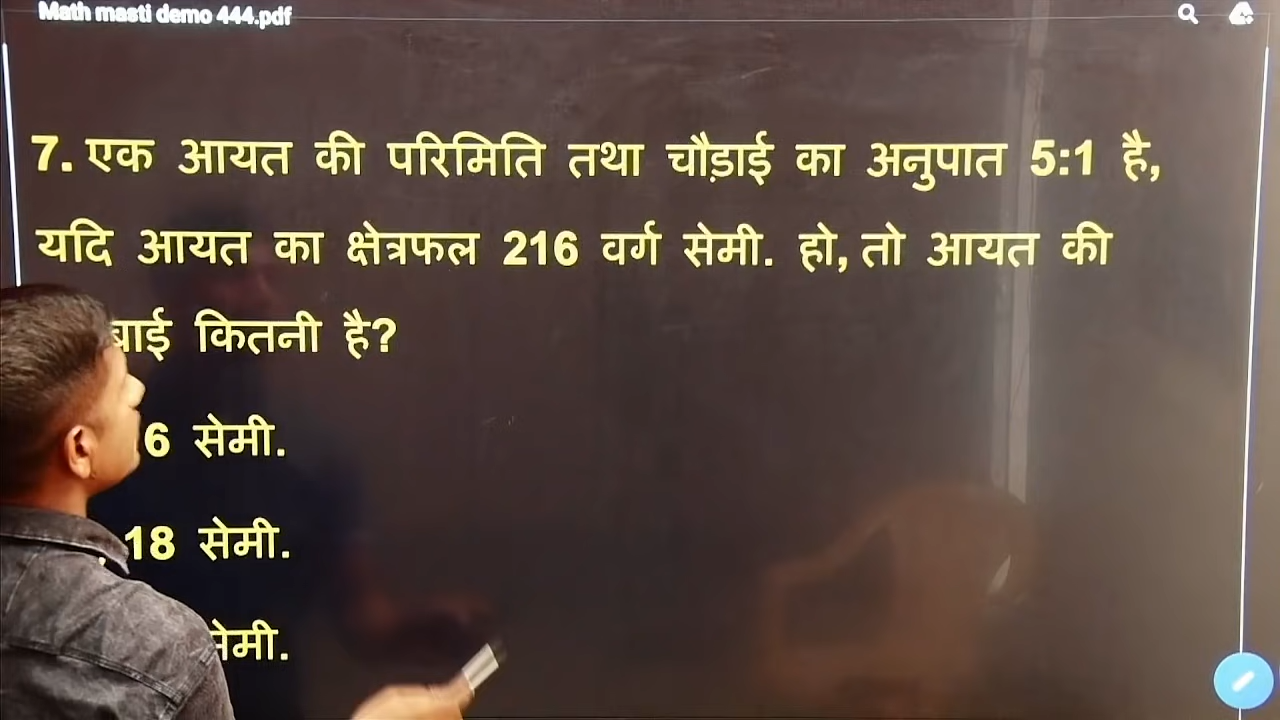 Math masti demo 444.pdf
7. एक आयत की परिमिति तथा चौड़ाई का अनुपात 5:1 है,
यदि आयत का क्षेत्रफल 216 वर्ग सेमी. हो, तो आयत की
कितनी है?
सेमी.
18 सेमी.